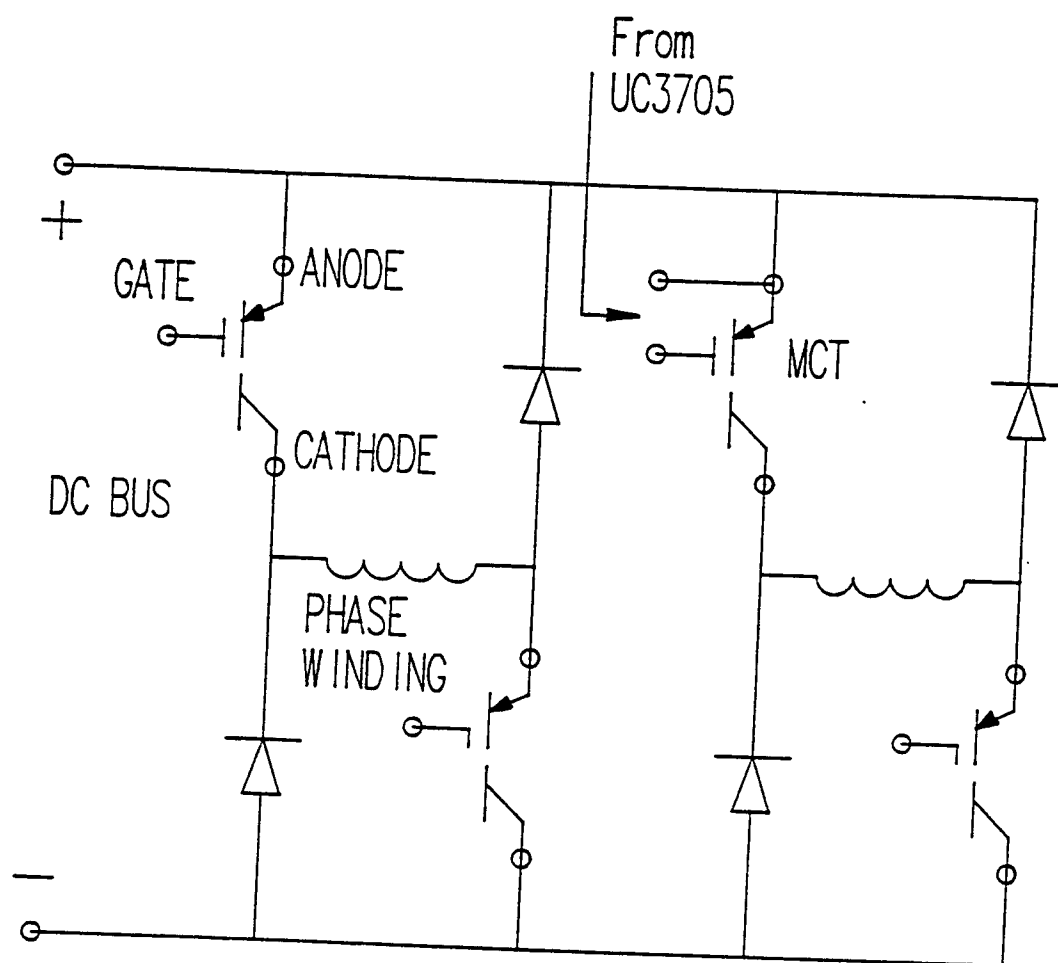 From
UC3705
+
GATE
ANODE
MCT
CATHODE
DC BUS
PHASE
WINDING
−